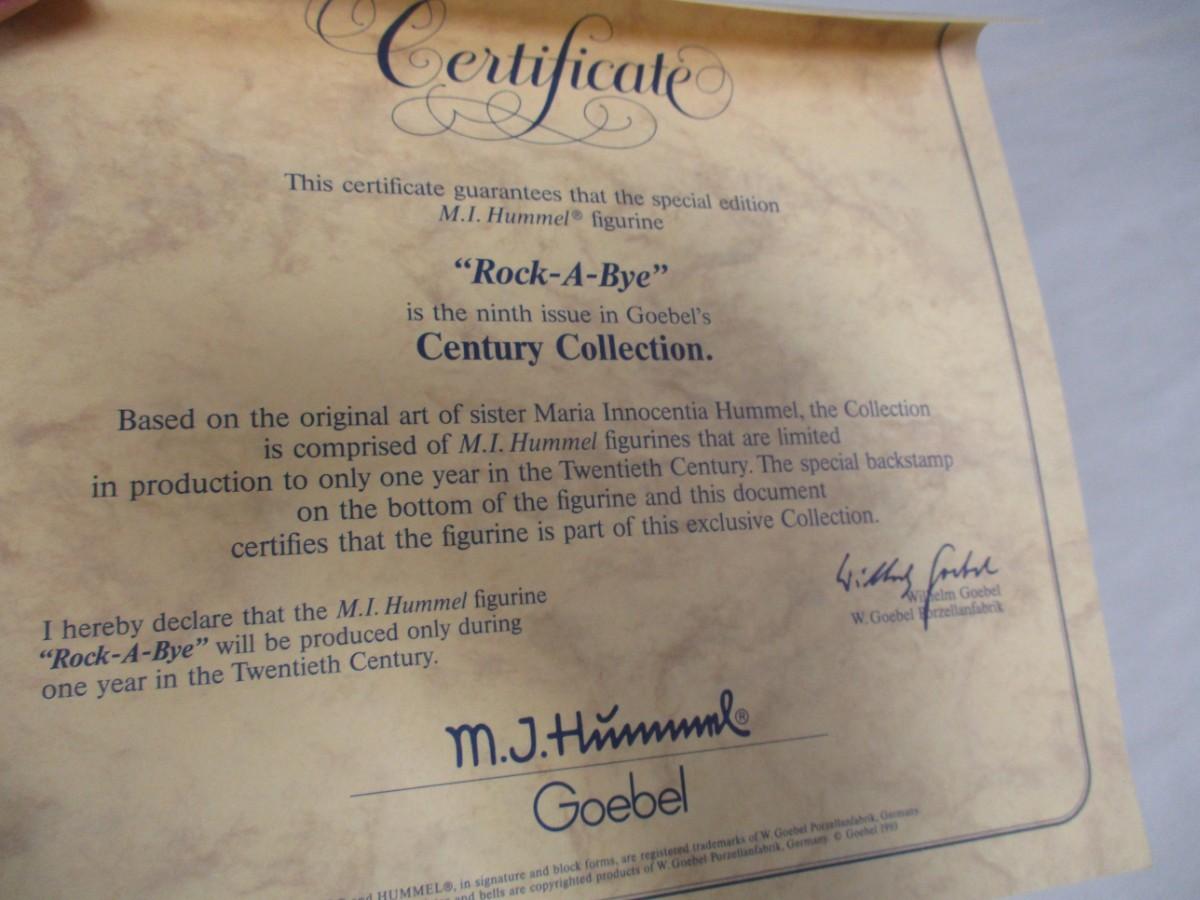 Certificate
This certificate guarantees that the special edition
M.I. Hummel® figurine
“Rock-A-Bye”
is the ninth issue in Goebel's
Century Collection.
Based on the original art of sister Maria Innocentia Hummel, the Collection
is comprised of M.I. Hummel figurines that are limited
in production to only one year in the Twentieth Century. The special backstamp
on the bottom of the figurine and this document
certifies that the figurine is part of this exclusive Collection.
Wilhelm Goebel
Wilhelm Goebel
W. Goebel Porzellanfabrik
I hereby declare that the M.I. Hummel figurine
“Rock-A-Bye” will be produced only during
one year in the Twentieth Century.
M.J. Hummel®
Goebel
HUMMEL®, in signature and block forms, are registered trademarks of W. Goebel Porzellanfabrik, Germany.
and bells are copyrighted products of W. Goebel Porzellanfabrik, Germany. © Goebel 1993